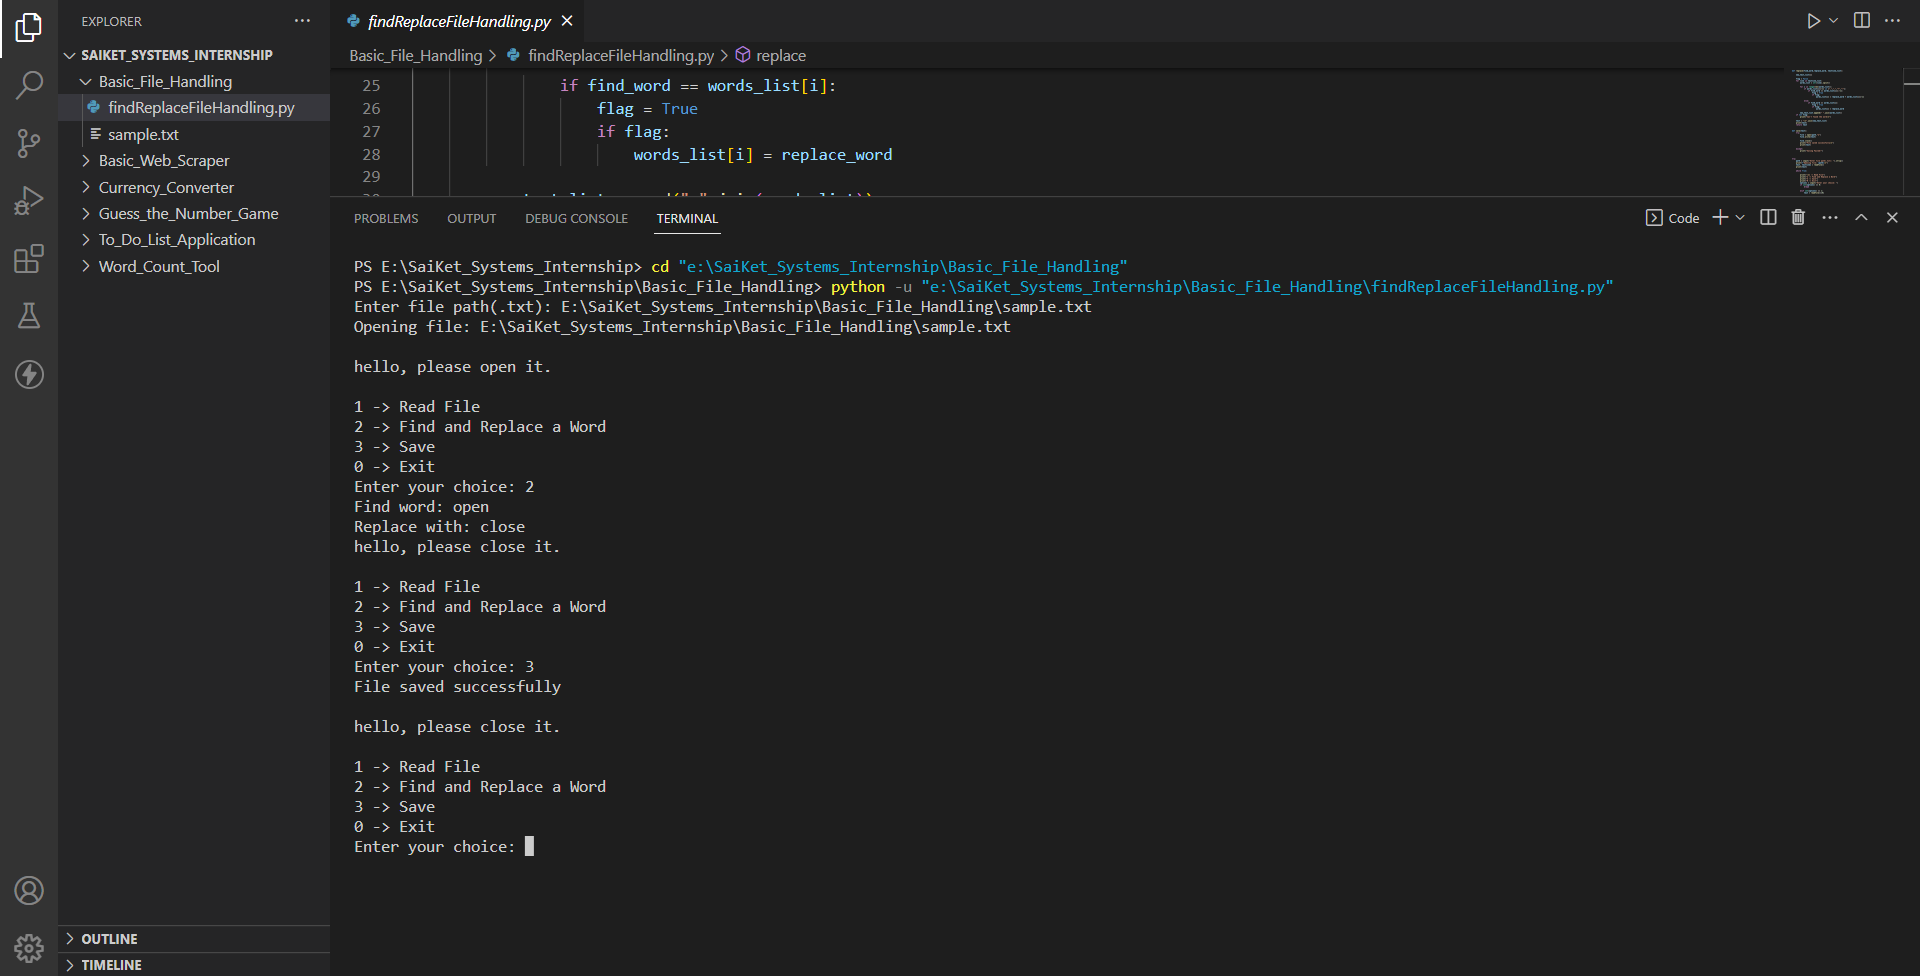 EXPLORER
SAIKET_SYSTEMS_INTERNSHIP
Basic_File_Handling
findReplaceFileHandling.py
sample.txt
Basic_Web_Scraper
Currency_Converter
Guess_the_Number_Game
To_Do_List_Application
Word_Count_Tool
OUTLINE
TIMELINE
findReplaceFileHandling.py
Basic_File_Handling > findReplaceFileHandling.py > replace
25 if find_word == words_list[i]:
26 flag = True
27 if flag:
28 words_list[i] = replace_word
29
PROBLEMS OUTPUT DEBUG CONSOLE TERMINAL
Code
PS E:\SaiKet_Systems_Internship> cd "e:\SaiKet_Systems_Internship\Basic_File_Handling"
PS E:\SaiKet_Systems_Internship\Basic_File_Handling> python -u "e:\SaiKet_Systems_Internship\Basic_File_Handling\findReplaceFileHandling.py"
Enter file path(.txt): E:\SaiKet_Systems_Internship\Basic_File_Handling\sample.txt
Opening file: E:\SaiKet_Systems_Internship\Basic_File_Handling\sample.txt
hello, please open it.
1 -> Read File
2 -> Find and Replace a Word
3 -> Save
0 -> Exit
Enter your choice: 2
Find word: open
Replace with: close
hello, please close it.
1 -> Read File
2 -> Find and Replace a Word
3 -> Save
0 -> Exit
Enter your choice: 3
File saved successfully
hello, please close it.
1 -> Read File
2 -> Find and Replace a Word
3 -> Save
0 -> Exit
Enter your choice: